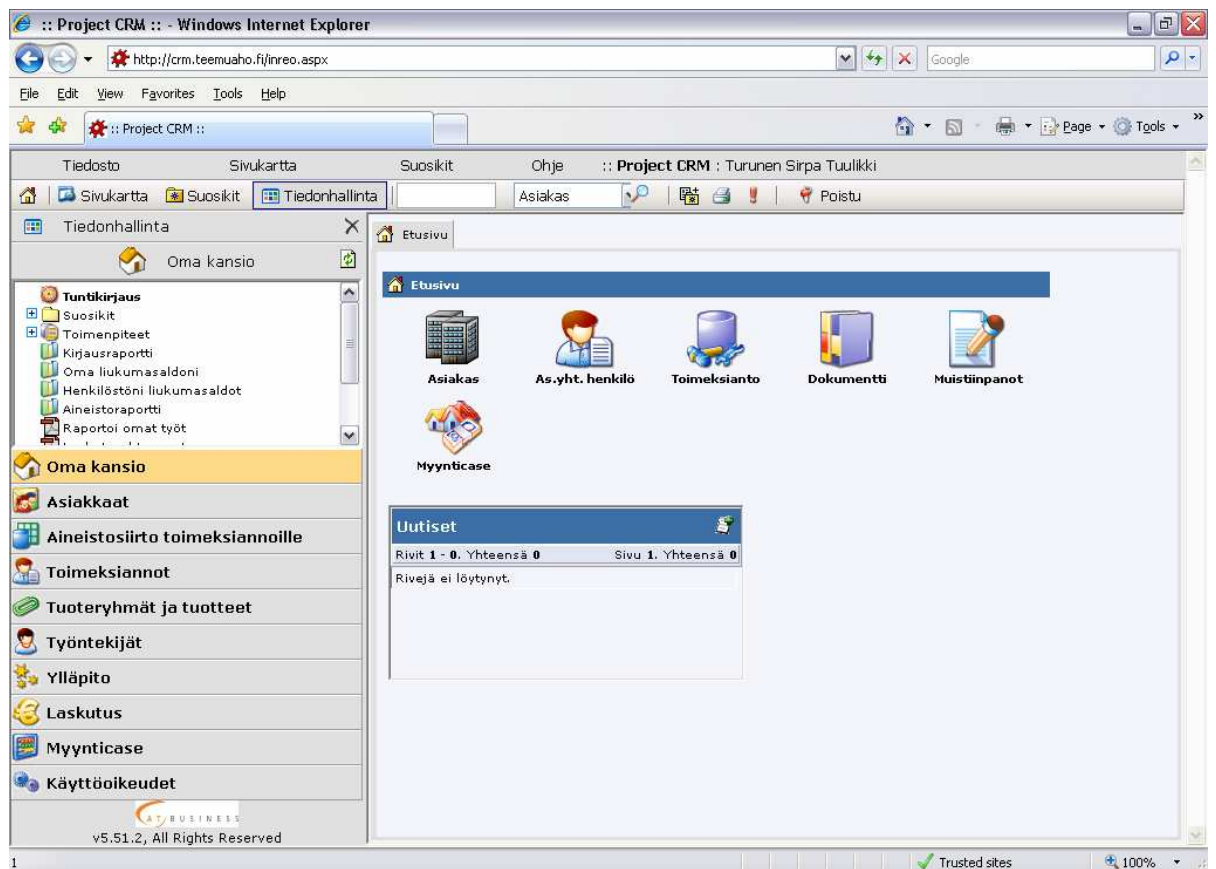 :: Project CRM :: - Windows Internet Explorer
http://crm.teemuaho.fi/inreo.aspx
Google
File Edit View Favorites Tools Help
:: Project CRM ::
Page Tools
Tiedosto Sivukartta Suosikit Ohje :: Project CRM : Turunen Sirpa Tuulikki
Sivukartta Suosikit Tiedonhallinta Asiakas Poistu
Tiedonhallinta
Oma kansio
Tuntikirjaus
Suosikit
Toimenpiteet
Kirjausraportti
Oma liukumasaldoni
Henkilöstöni liukumasaldot
Aineistoraportti
Raportoi omat työt
Oma kansio
Asiakkaat
Aineistosiirto toimeksiannoille
Toimeksiannot
Tuoteryhmät ja tuotteet
Työntekijät
Ylläpito
Laskutus
Myynticase
Käyttöoikeudet
AT BUSINESS
v5.51.2, All Rights Reserved
Etusivu
Etusivu
Asiakas As.yht. henkilö Toimeksianto Dokumentti Muistiinpanot
Myynticase
Uutiset
Rivit 1 - 0. Yhteensä 0 Sivu 1. Yhteensä 0
Rivejä ei löytynyt.
1 Trusted sites 100%